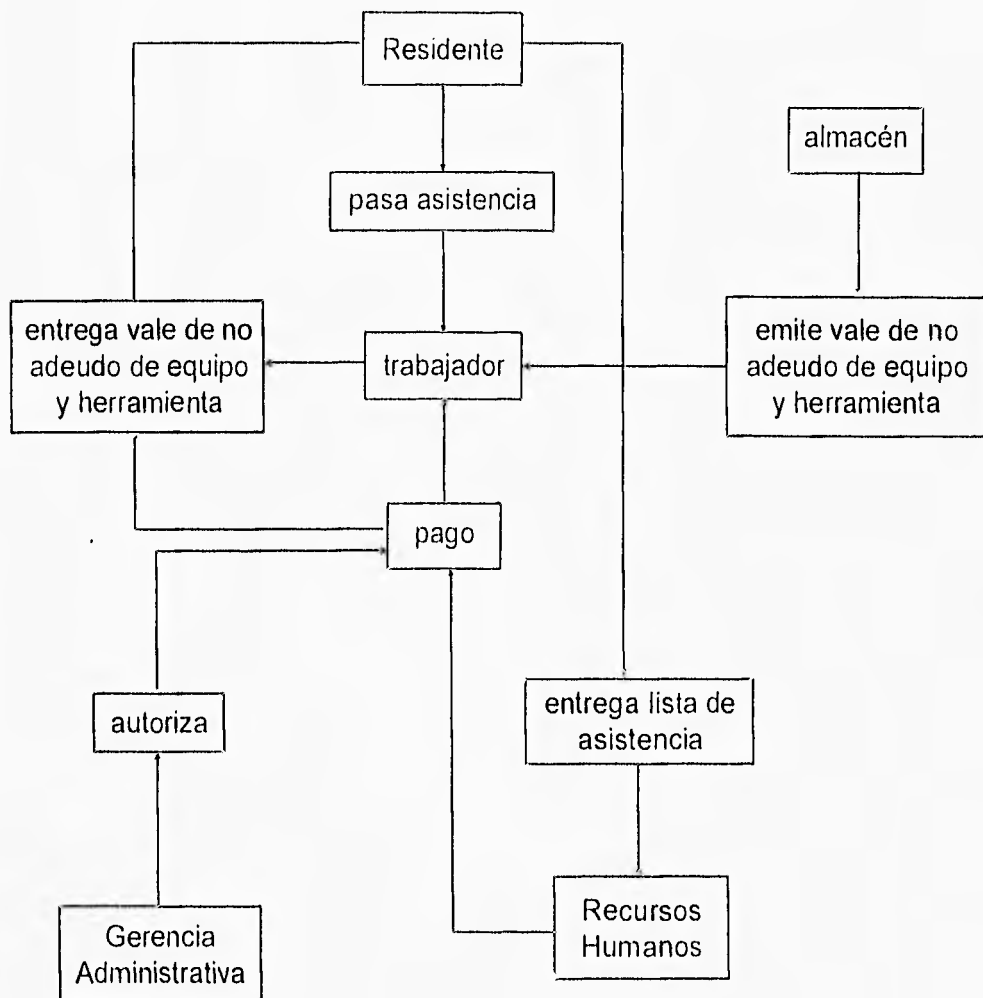 Residente
almacén
pasa asistencia
entrega vale de no
adeudo de equipo
y herramienta
trabajador
emite vale de no
adeudo de equipo
y herramienta
pago
autoriza
entrega lista de
asistencia
Gerencia
Administrativa
Recursos
Humanos